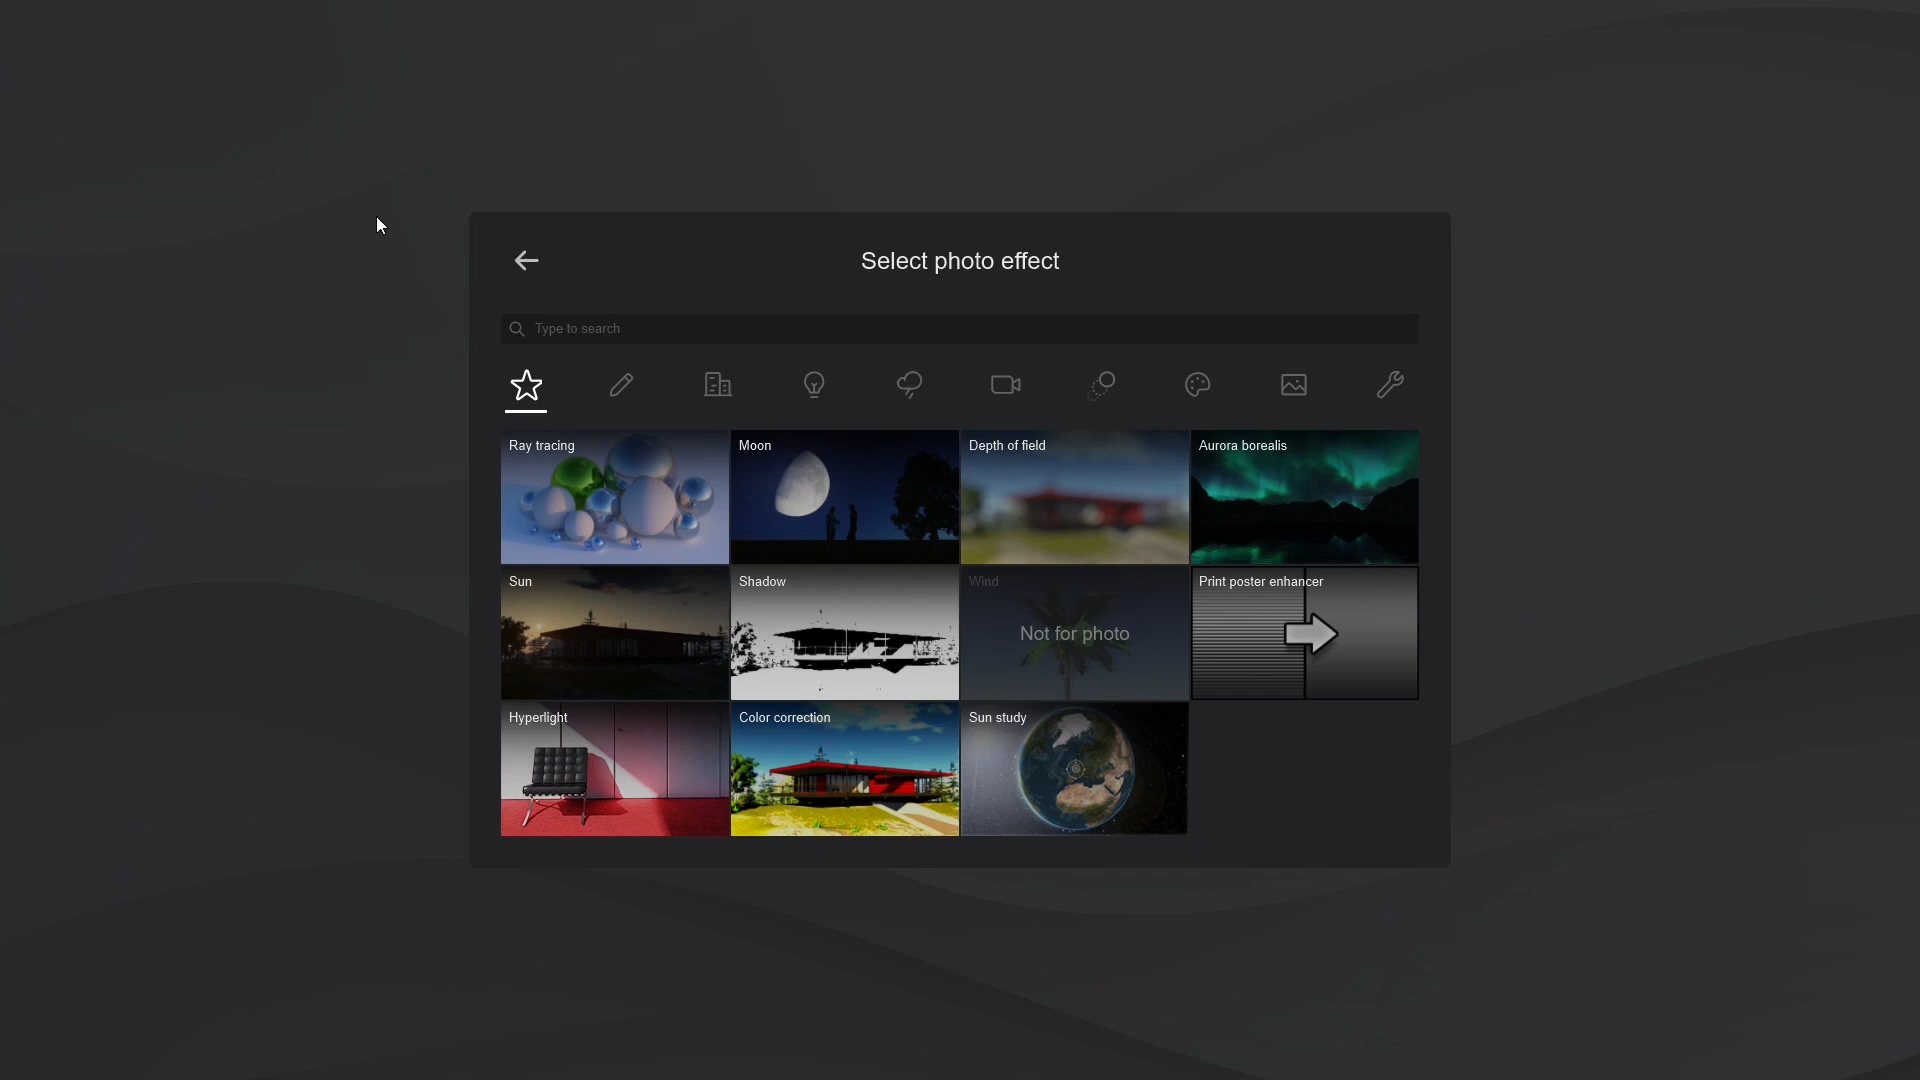 Select photo effect
Type to search
Ray tracing
Moon
Depth of field
Aurora borealis
Sun
Shadow
Wind
Not for photo
Print poster enhancer
Hyperlight
Color correction
Sun study